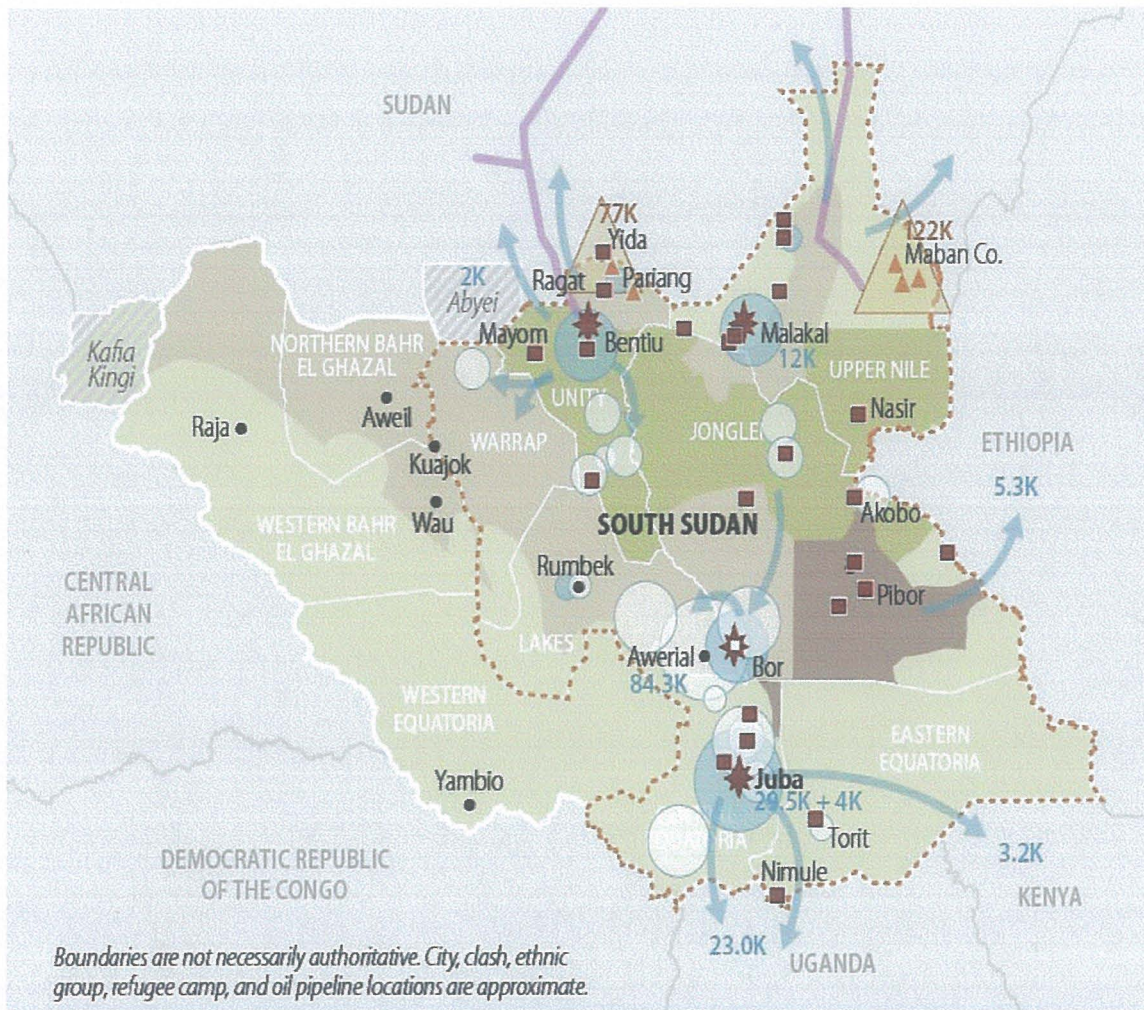 SUDAN
77K
Yida
122K
Maban Co.
2K
Abyei
Ragat
Pariang
Kafia
Kingi
NORTHERN BAHR
EL GHAZAL
Mayom
Bentiu
Malakal
12K
UPPER NILE
UNITY
Raja
Aweil
Nasir
WARRAP
JONGLEI
ETHIOPIA
Kuajok
5.3K
Wau
Akobo
WESTERN BAHR
EL GHAZAL
SOUTH SUDAN
CENTRAL
AFRICAN
REPUBLIC
Rumbek
Pibor
LAKES
Awerial
84.3K
Bor
WESTERN
EQUATORIA
EASTERN
EQUATORIA
Yambio
Juba
29.5K + 4K
Torit
3.2K
DEMOCRATIC REPUBLIC
OF THE CONGO
Nimule
KENYA
23.0K
UGANDA
Boundaries are not necessarily authoritative. City, clash, ethnic
group, refugee camp, and oil pipeline locations are approximate.